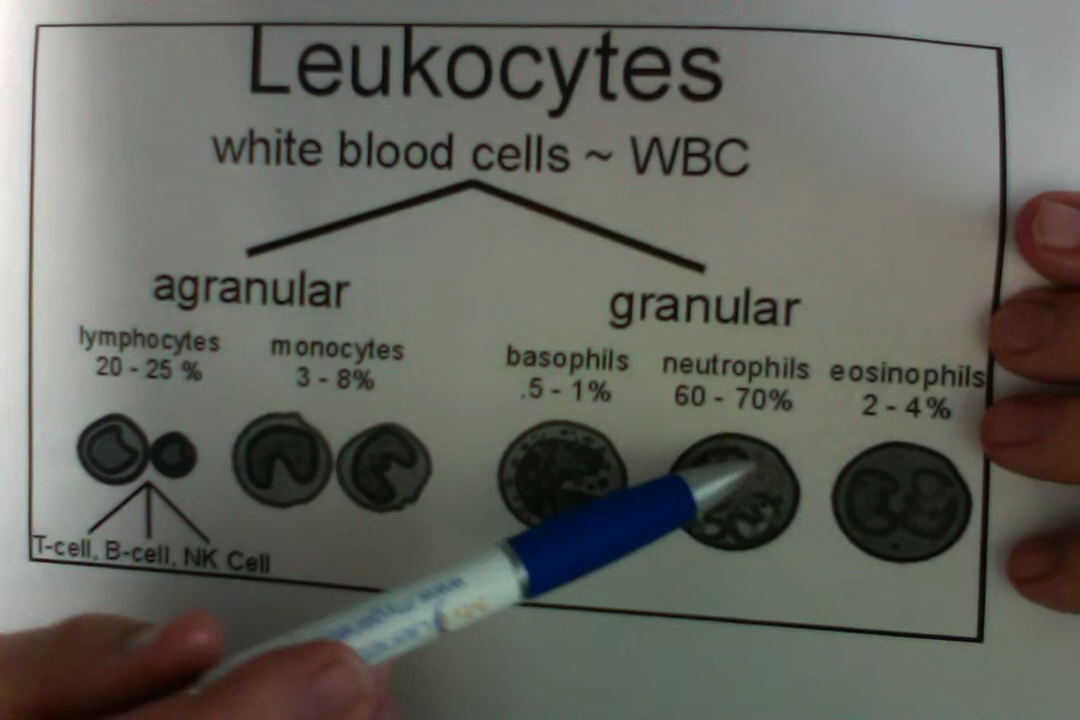 Leukocytes
white blood cells ~ WBC
agranular
granular
lymphocytes
20 - 25 %
monocytes
3 - 8%
basophils
.5 - 1%
neutrophils
60 - 70%
eosinophils
2 - 4%
T-cell, B-cell, NK Cell